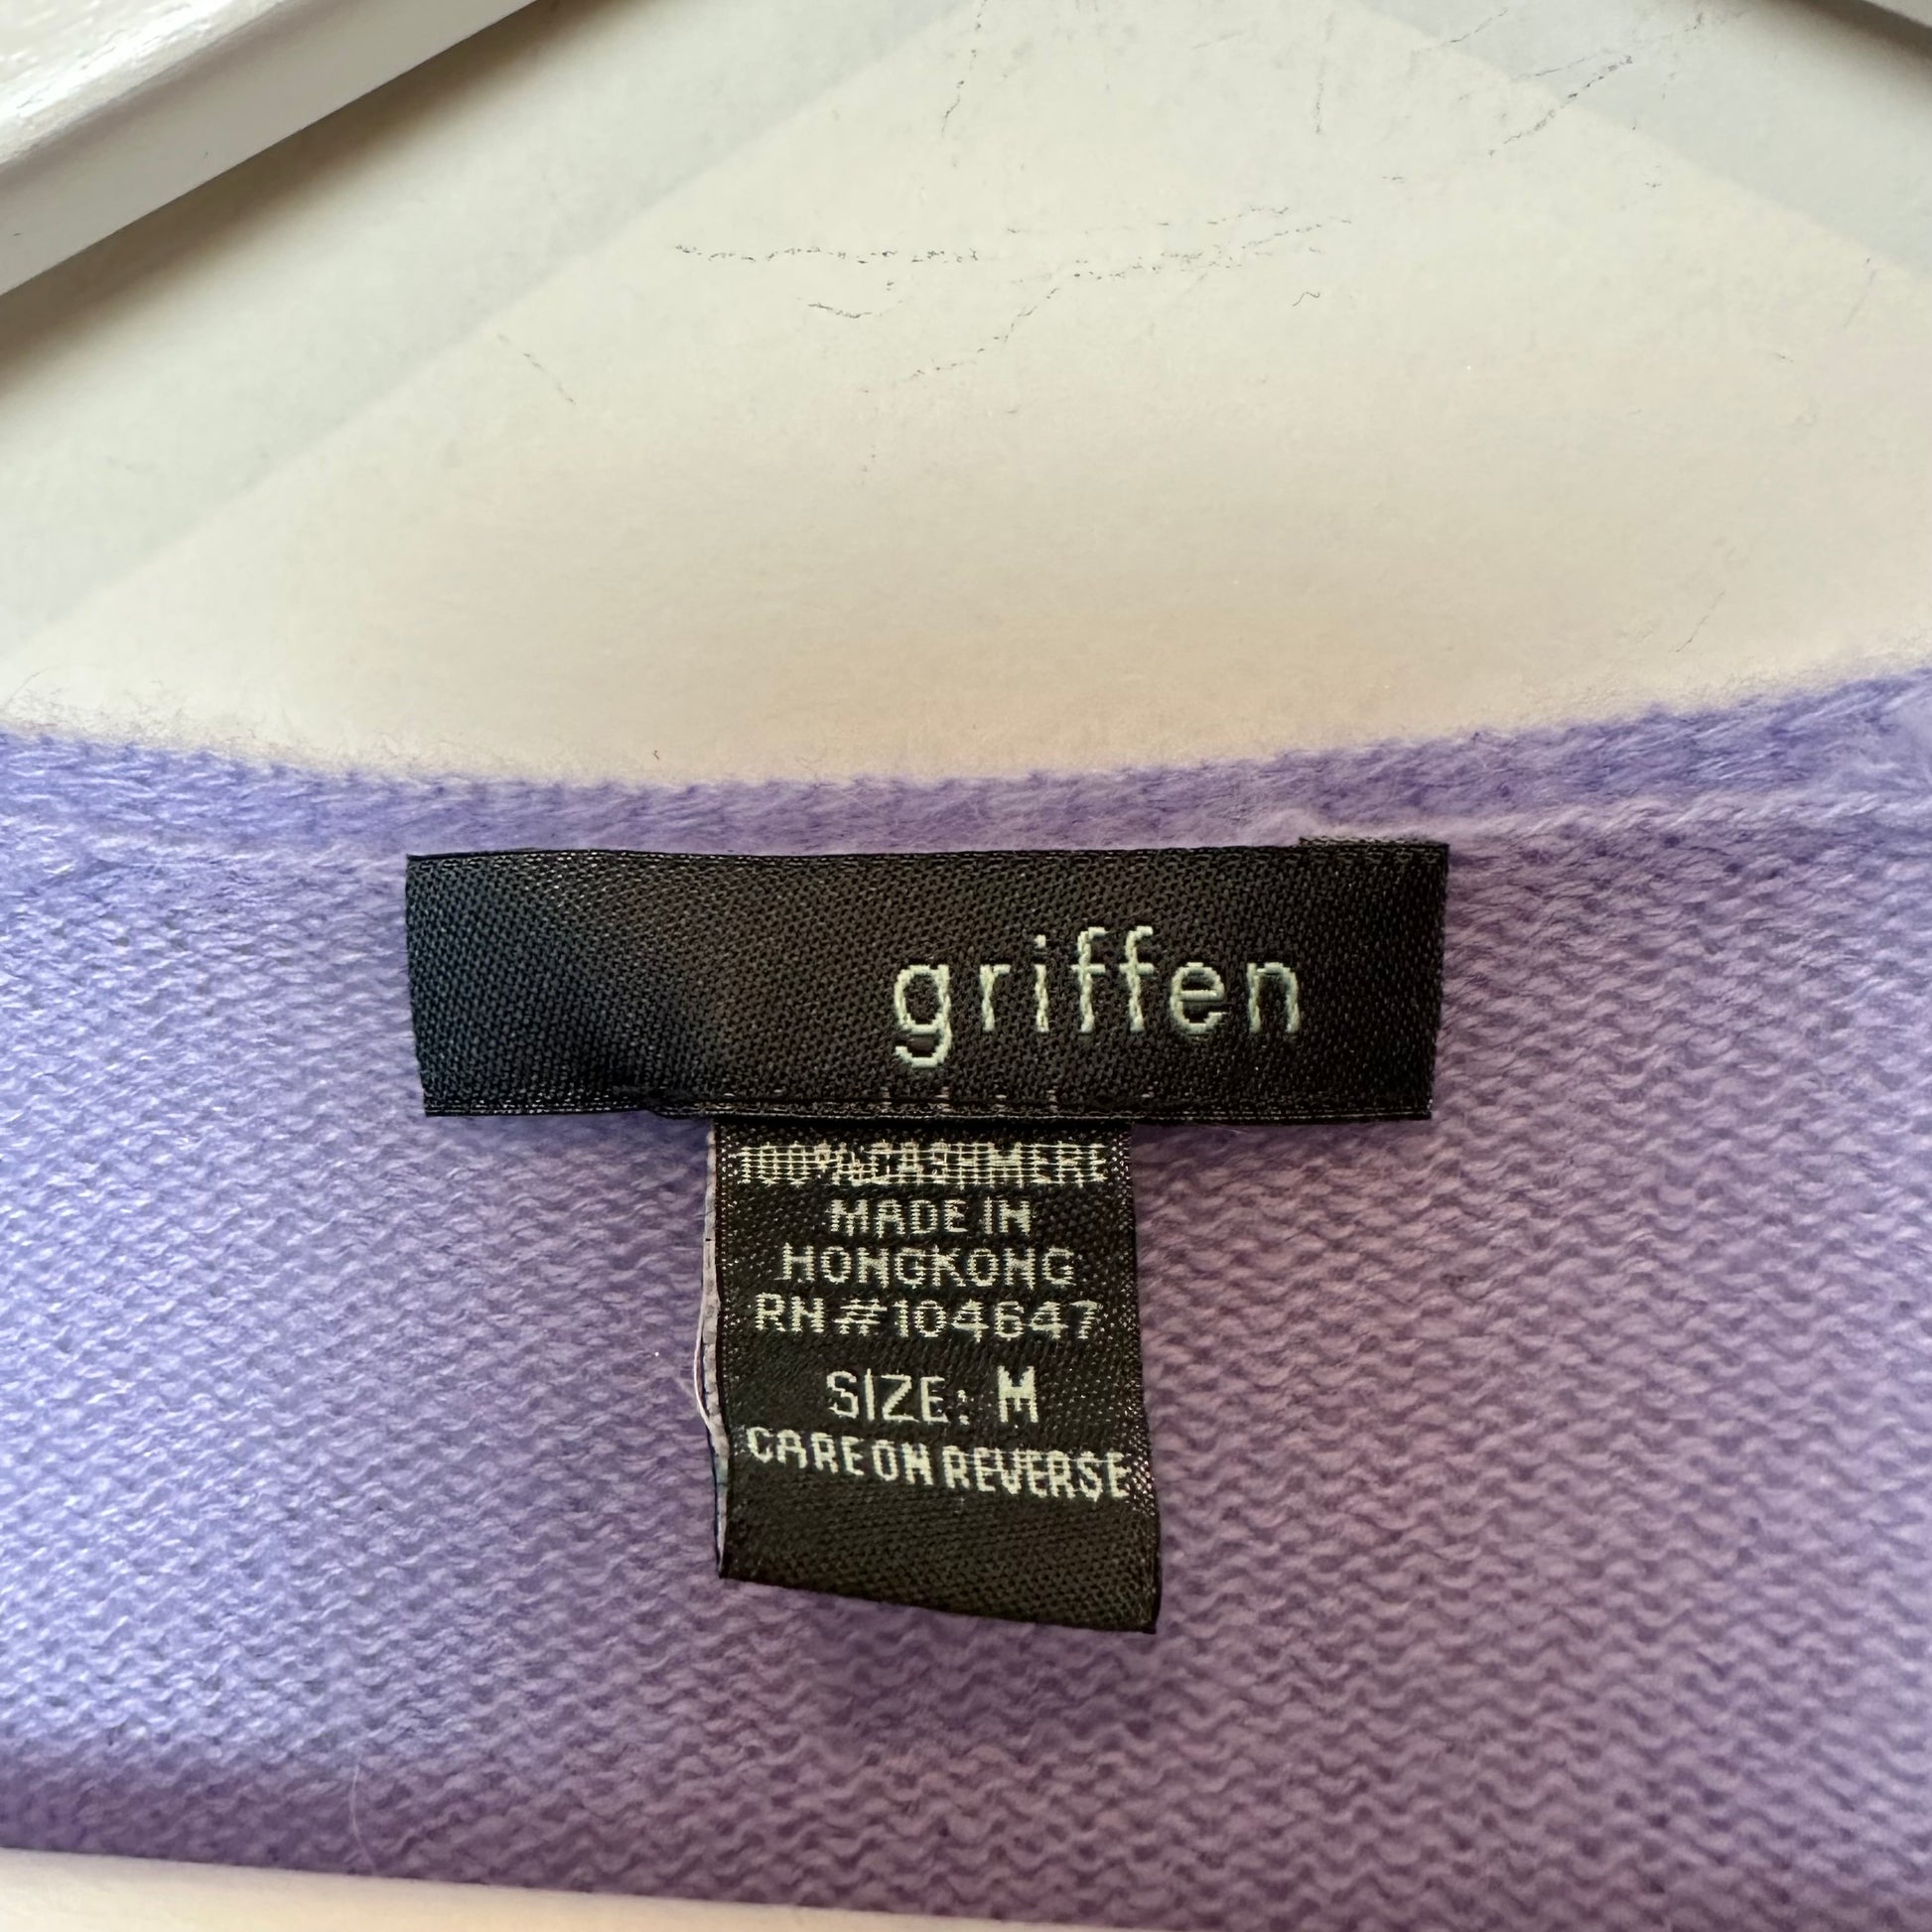 griffen
100% CASHMERE
MADE IN
HONGKONG
RN#104647
SIZE: M
CARE ON REVERSE